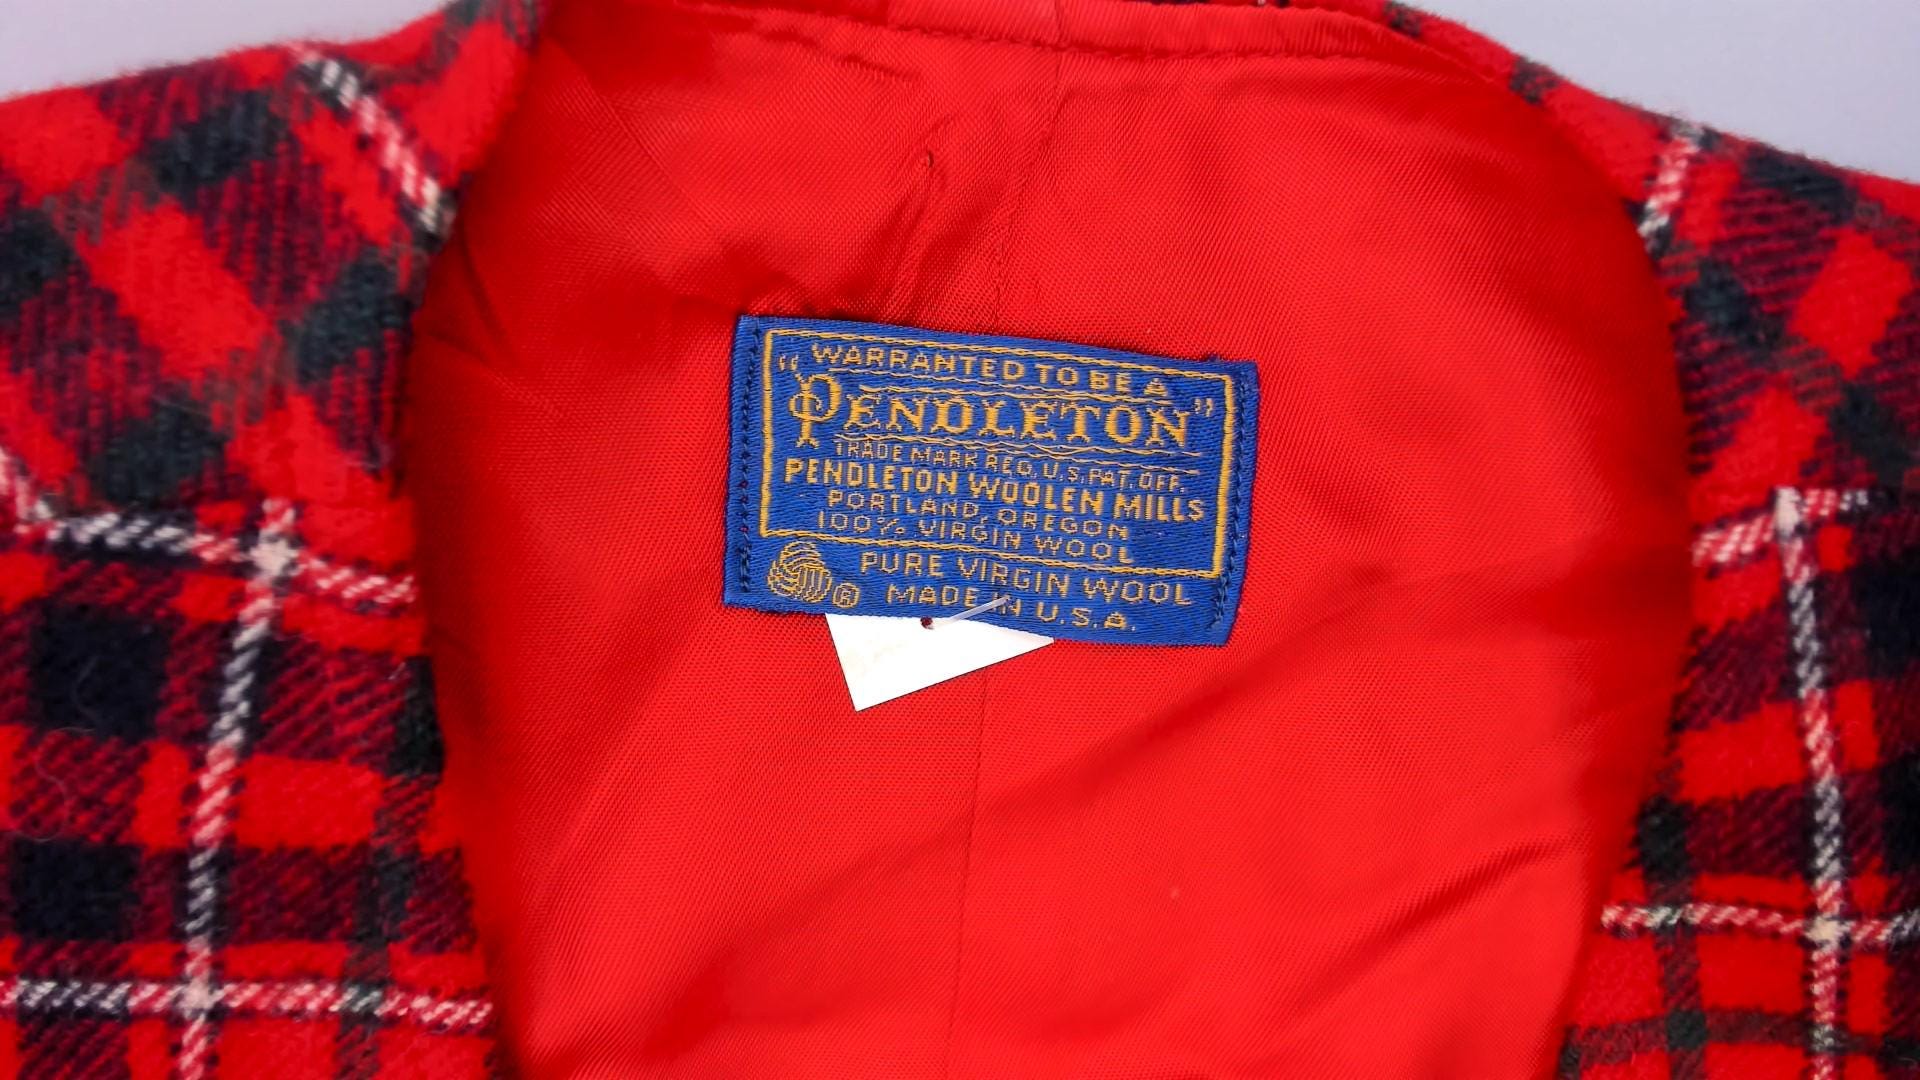 WARRANTED TO BE A
"PENDLETON"
TRADE MARK REG. U.S. PAT. OFF.
PENDLETON WOOLEN MILLS
PORTLAND, OREGON
100% VIRGIN WOOL
PURE VIRGIN WOOL
® MADE IN U.S.A.